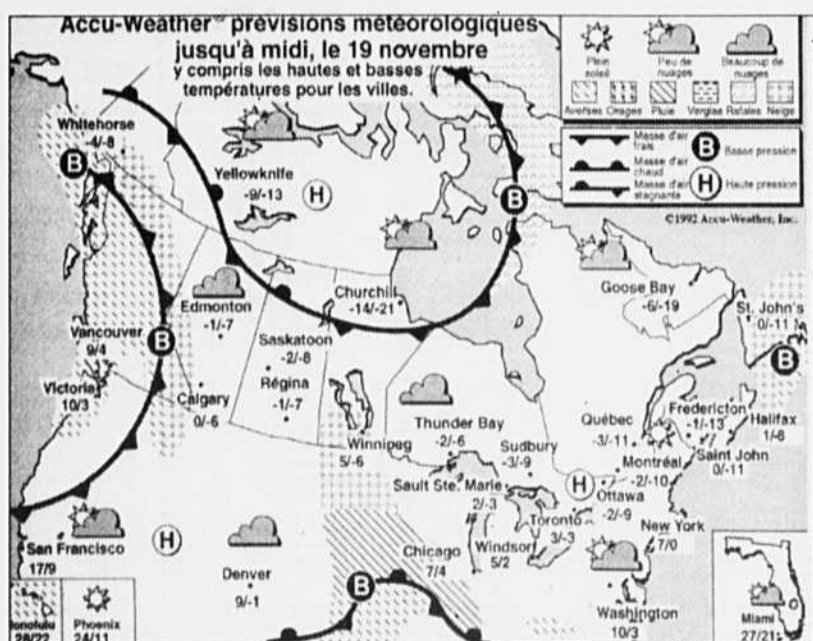 Accu-Weather® prévisions météorologiques
jusqu'à midi, le 19 novembre
y compris les hautes et basses
températures pour les villes.
Plein
soleil
Peu de
nuages
Beaucoup de
nuages
Averses
Orages
Pluie
Verglas
Rafales
Neige
Masse d'air
frais
Masse d'air
chaud
Masse d'air
stagnante
B
Basse pression
H
Haute pression
©1992 Accu-Weather, Inc.
Whitehorse
-4/-8
B
Yellowknife
-9/-13
H
B
Edmonton
-1/-7
Churchill
-14/-21
Goose Bay
-6/-19
St. John's
0/-11
B
Vancouver
9/4
B
Saskatoon
-2/-8
Victoria
10/3
Calgary
0/-6
Régina
-1/-7
Winnipeg
5/-6
Thunder Bay
-2/-6
Sudbury
-3/-9
Québec
-3/-11
Fredericton
-1/-13
Halifax
1/-8
Saint John
0/-11
Montréal
-2/-10
Sault Ste. Marie
2/-3
H
Ottawa
-2/-9
Toronto
3/-3
New York
7/0
San Francisco
17/9
H
Denver
9/-1
B
Chicago
7/4
Windsor
5/2
Washington
10/3
Miami
27/21
onolulu
28/22
Phoenix
24/11